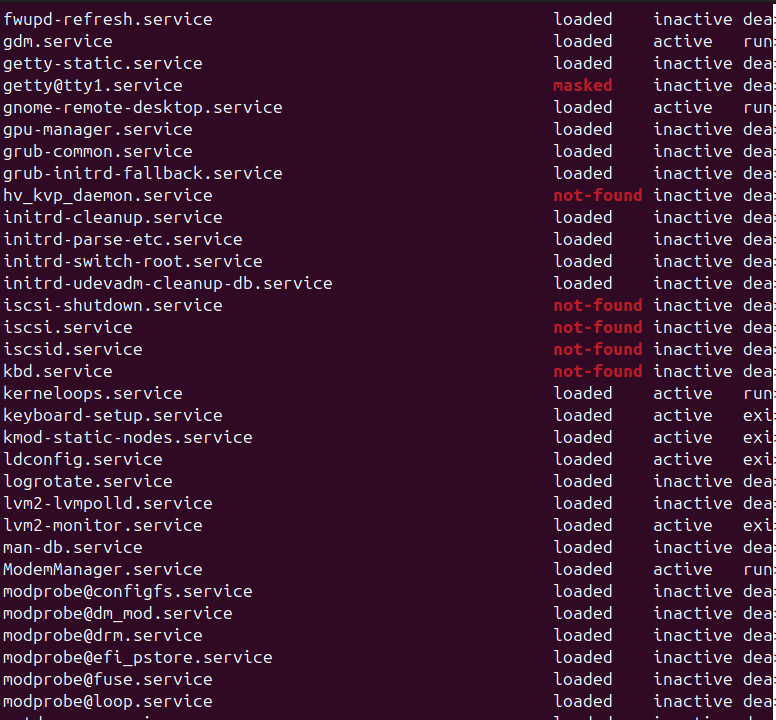 fwupd-refresh.service loaded inactive dea
gdm.service loaded active run
getty-static.service loaded inactive dea
getty@tty1.service masked inactive dea
gnome-remote-desktop.service loaded active run
gpu-manager.service loaded inactive dea
grub-common.service loaded inactive dea
grub-initrd-fallback.service loaded inactive dea
hv_kvp_daemon.service not-found inactive dea
initrd-cleanup.service loaded inactive dea
initrd-parse-etc.service loaded inactive dea
initrd-switch-root.service loaded inactive dea
initrd-udevadm-cleanup-db.service loaded inactive dea
iscsi-shutdown.service not-found inactive dea
iscsi.service not-found inactive dea
iscsid.service not-found inactive dea
kbd.service not-found inactive dea
kerneloops.service loaded active run
keyboard-setup.service loaded active exi
kmod-static-nodes.service loaded active exi
ldconfig.service loaded active exi
logrotate.service loaded inactive dea
lvm2-lvmpolld.service loaded inactive dea
lvm2-monitor.service loaded active exi
man-db.service loaded inactive dea
ModemManager.service loaded active run
modprobe@configfs.service loaded inactive dea
modprobe@dm_mod.service loaded inactive dea
modprobe@drm.service loaded inactive dea
modprobe@efi_pstore.service loaded inactive dea
modprobe@fuse.service loaded inactive dea
modprobe@loop.service loaded inactive dea